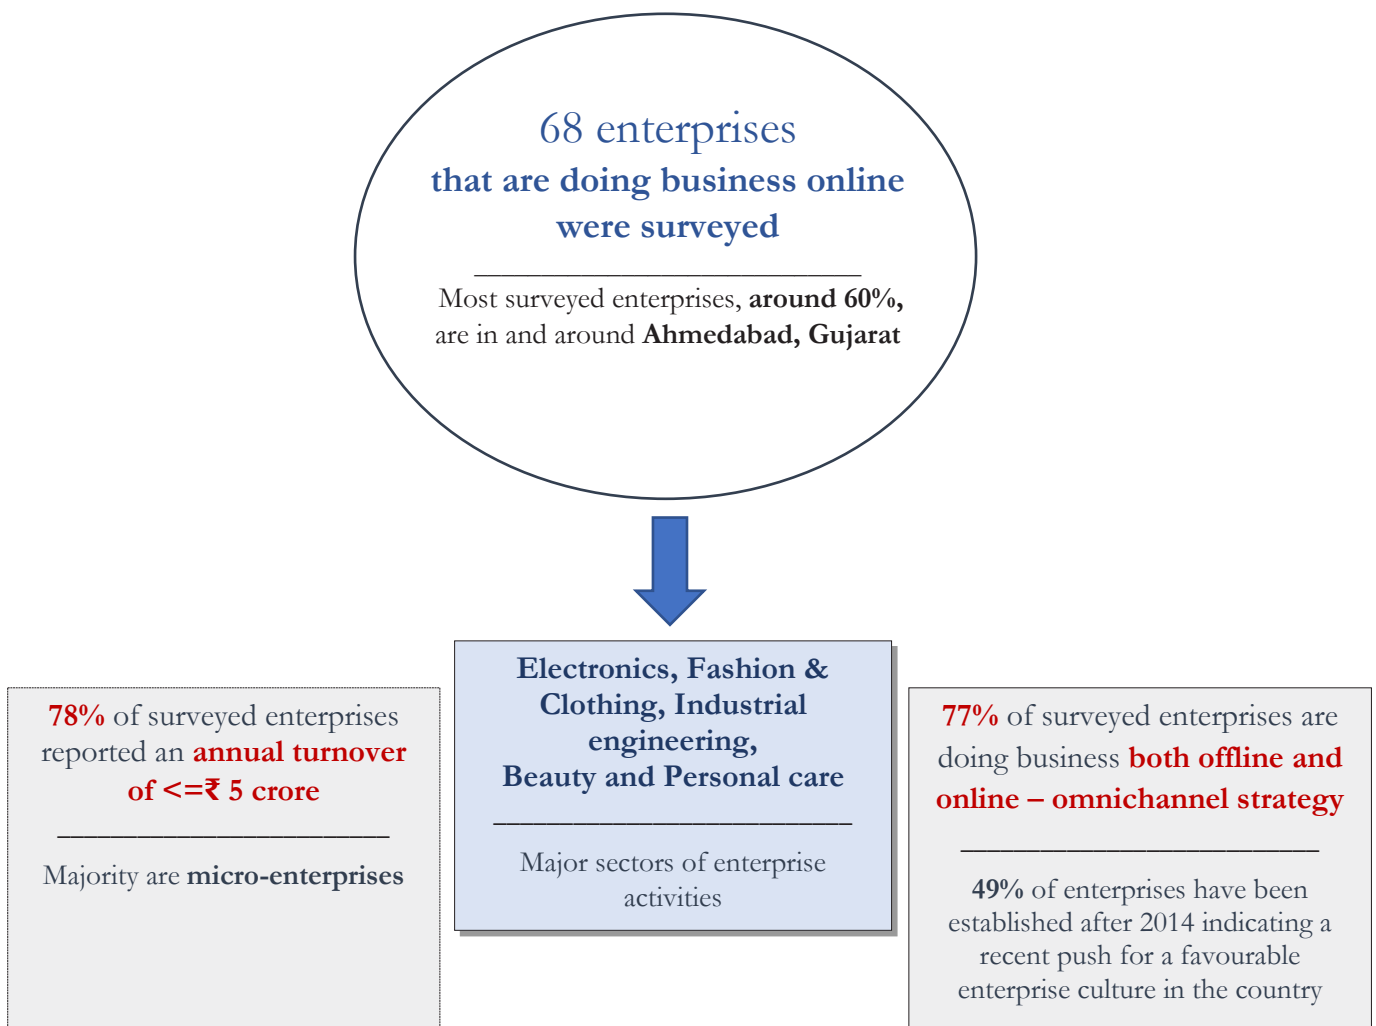 68 enterprises
that are doing business online
were surveyed
Most surveyed enterprises, around 60%,
are in and around Ahmedabad, Gujarat
78% of surveyed enterprises
reported an annual turnover
of <=₹ 5 crore
Majority are micro-enterprises
Electronics, Fashion &
Clothing, Industrial
engineering,
Beauty and Personal care
Major sectors of enterprise
activities
77% of surveyed enterprises are
doing business both offline and
online – omnichannel strategy
49% of enterprises have been
established after 2014 indicating a
recent push for a favourable
enterprise culture in the country